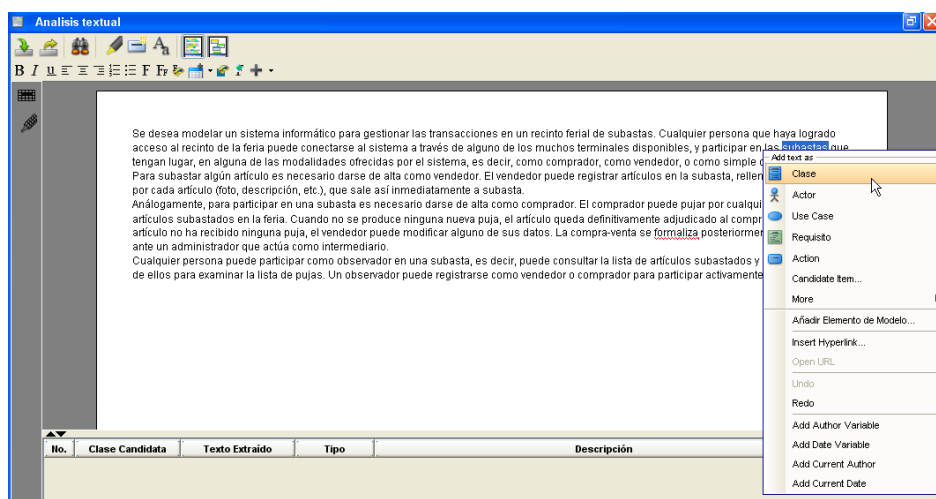 Analisis textual
B I U F FF
Se desea modelar un sistema informático para gestionar las transacciones en un recinto ferial de subastas. Cualquier persona que haya logrado
acceso al recinto de la feria puede conectarse al sistema a través de alguno de los muchos terminales disponibles, y participar en las subastas que
tengan lugar, en alguna de las modalidades ofrecidas por el sistema, es decir, como comprador, como vendedor, o como simple
Para subastar algún artículo es necesario darse de alta como vendedor. El vendedor puede registrar artículos en la subasta,
por cada artículo (foto, descripción, etc.), que sale así inmediatamente a subasta.
Análogamente, para participar en una subasta es necesario darse de alta como comprador. El comprador puede pujar por
artículos subastados en la feria. Cuando no se produce ninguna nueva puja, el artículo queda definitivamente adjudicado al
artículo no ha recibido ninguna puja, el vendedor puede modificar alguno de sus datos. La compra-venta se formaliza
ante un administrador que actúa como intermediario.
Cualquier persona puede participar como observador en una subasta, es decir, puede consultar la lista de artículos subastados y
de ellos para examinar la lista de pujas. Un observador puede registrarse como vendedor o comprador para participar activamente
Add text as
Clase
Actor
Use Case
Requisito
Action
Candidate Item...
More
Añadir Elemento de Modelo...
Insert Hyperlink...
Open URL
Undo
Redo
Add Author Variable
Add Date Variable
Add Current Author
Add Current Date
No. Clase Candidata Texto Extraído Tipo Descripción